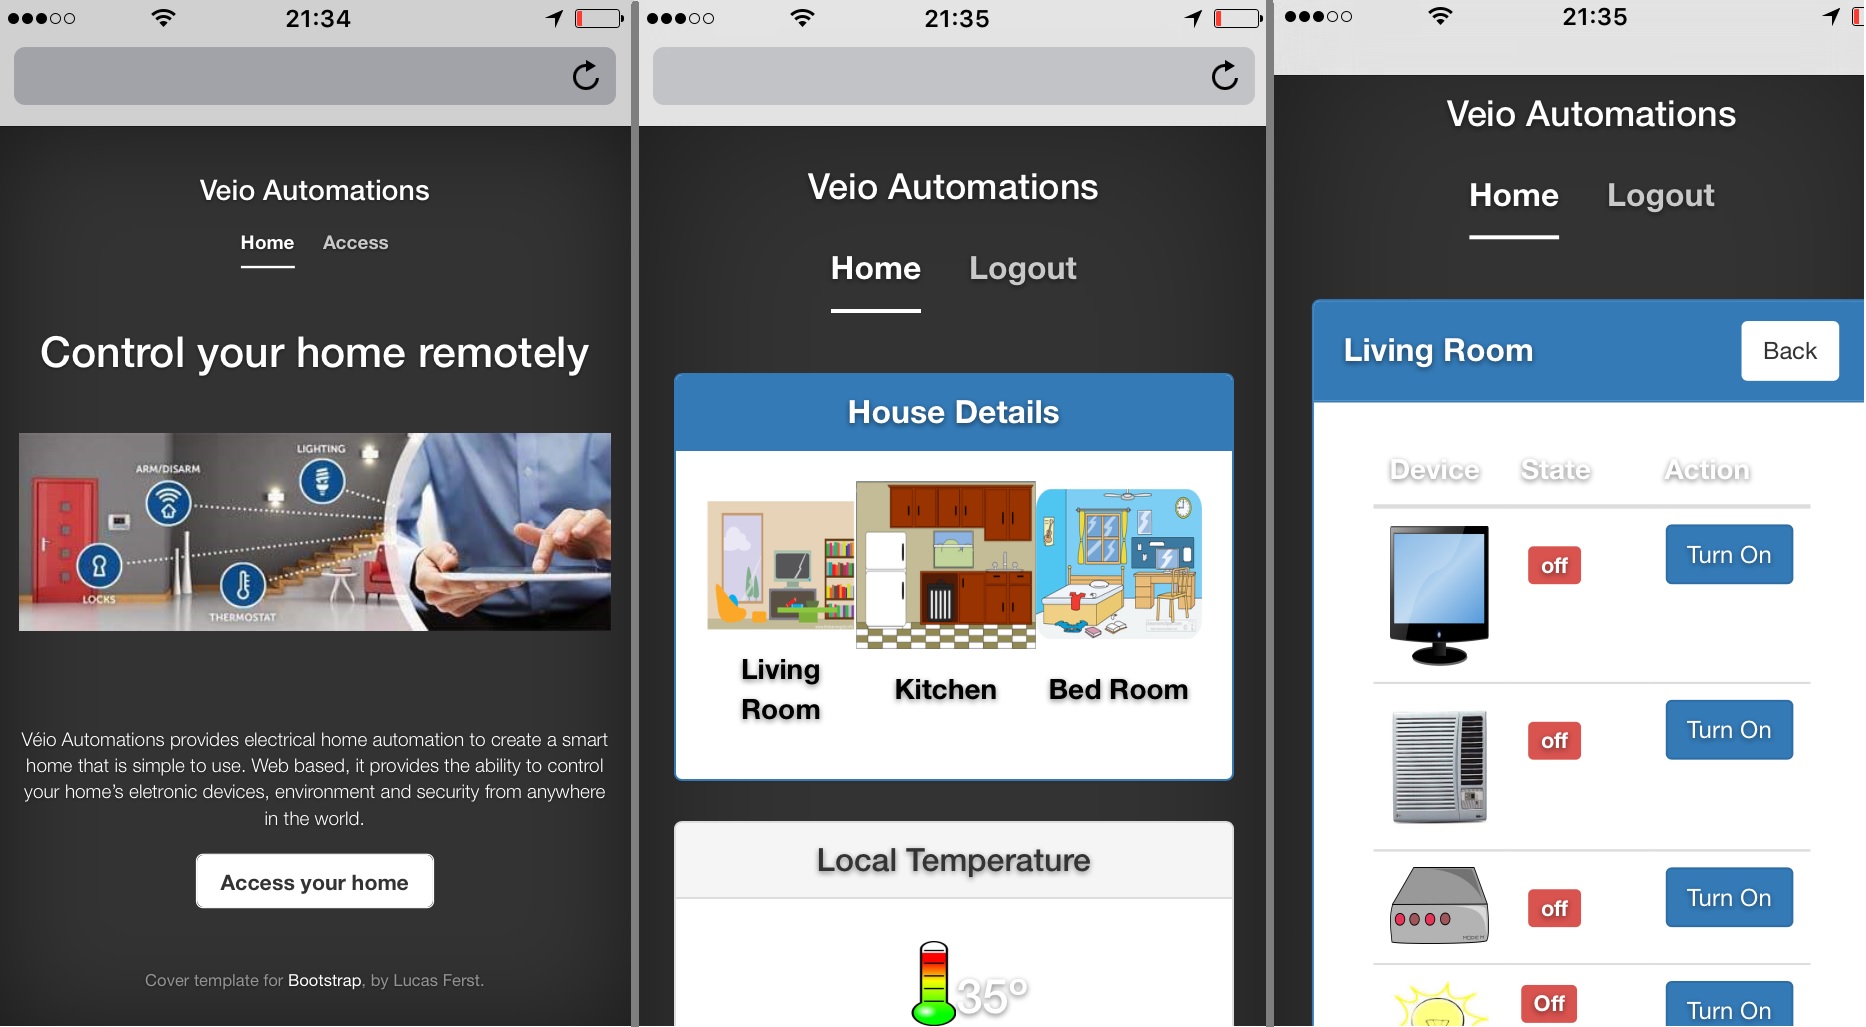 21:34
Veio Automations
Home Access
Control your home remotely
LIGHTING
ARM/DISARM
LOCKS
THERMOSTAT
Véio Automations provides electrical home automation to create a smart
home that is simple to use. Web based, it provides the ability to control
your home’s eletronic devices, environment and security from anywhere
in the world.
Access your home
Cover template for Bootstrap, by Lucas Ferst.
21:35
Veio Automations
Home Logout
House Details
Living
Room
Kitchen
Bed Room
Local Temperature
35º
21:35
Veio Automations
Home Logout
Living Room
Back
Device State Action
off
Turn On
off
Turn On
off
Turn On
MODEM
Off
Turn On